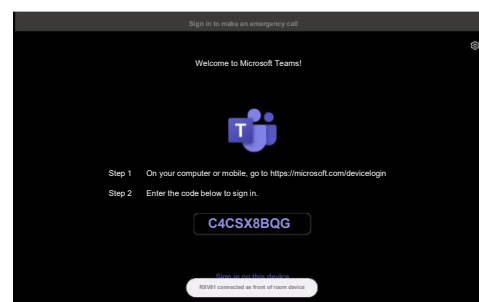 Sign in to make an emergency call
Welcome to Microsoft Teams!
T
Step 1 On your computer or mobile, go to https://microsoft.com/devicelogin
Step 2 Enter the code below to sign in.
C4CSX8BQG
Sign in on this device
RXV81 connected as front of room device